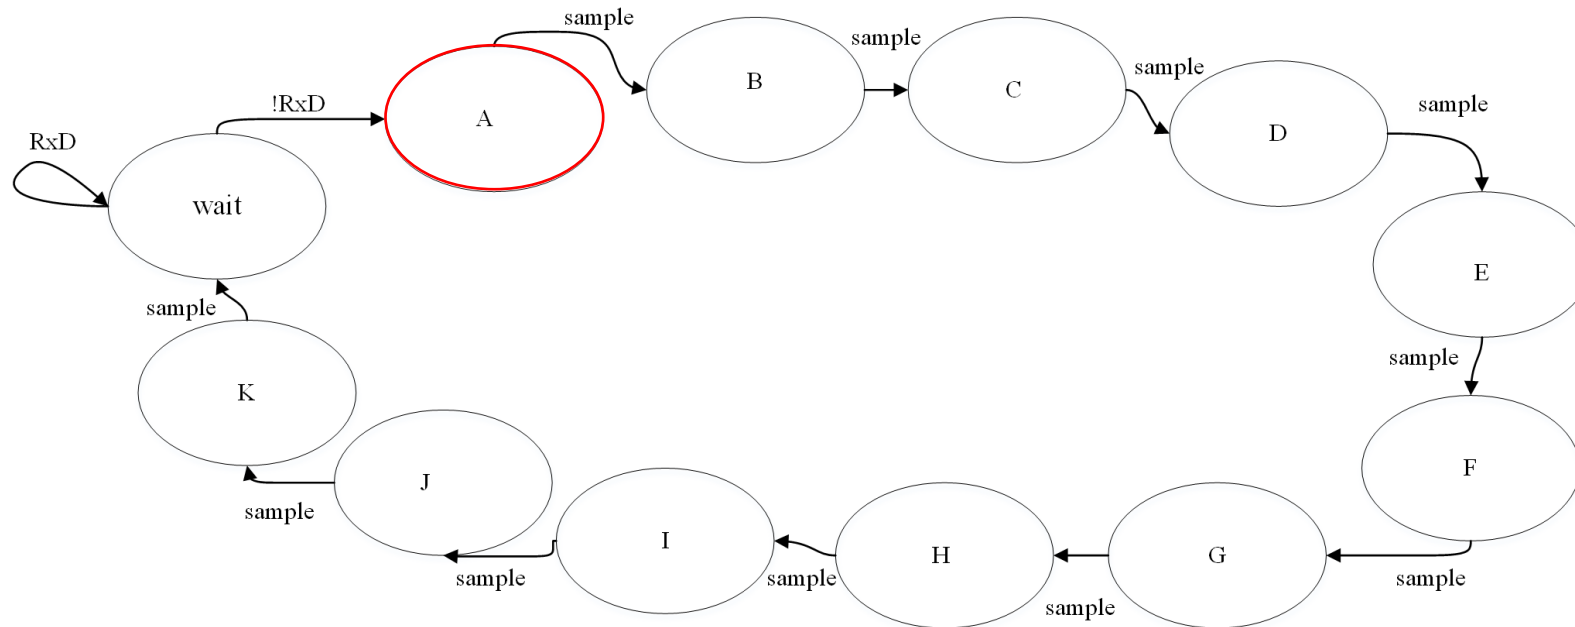 sample
sample
sample
sample
!RxD
RxD
A
B
C
D
wait
E
sample
sample
K
F
J
sample
I
H
G
sample
sample
sample
sample